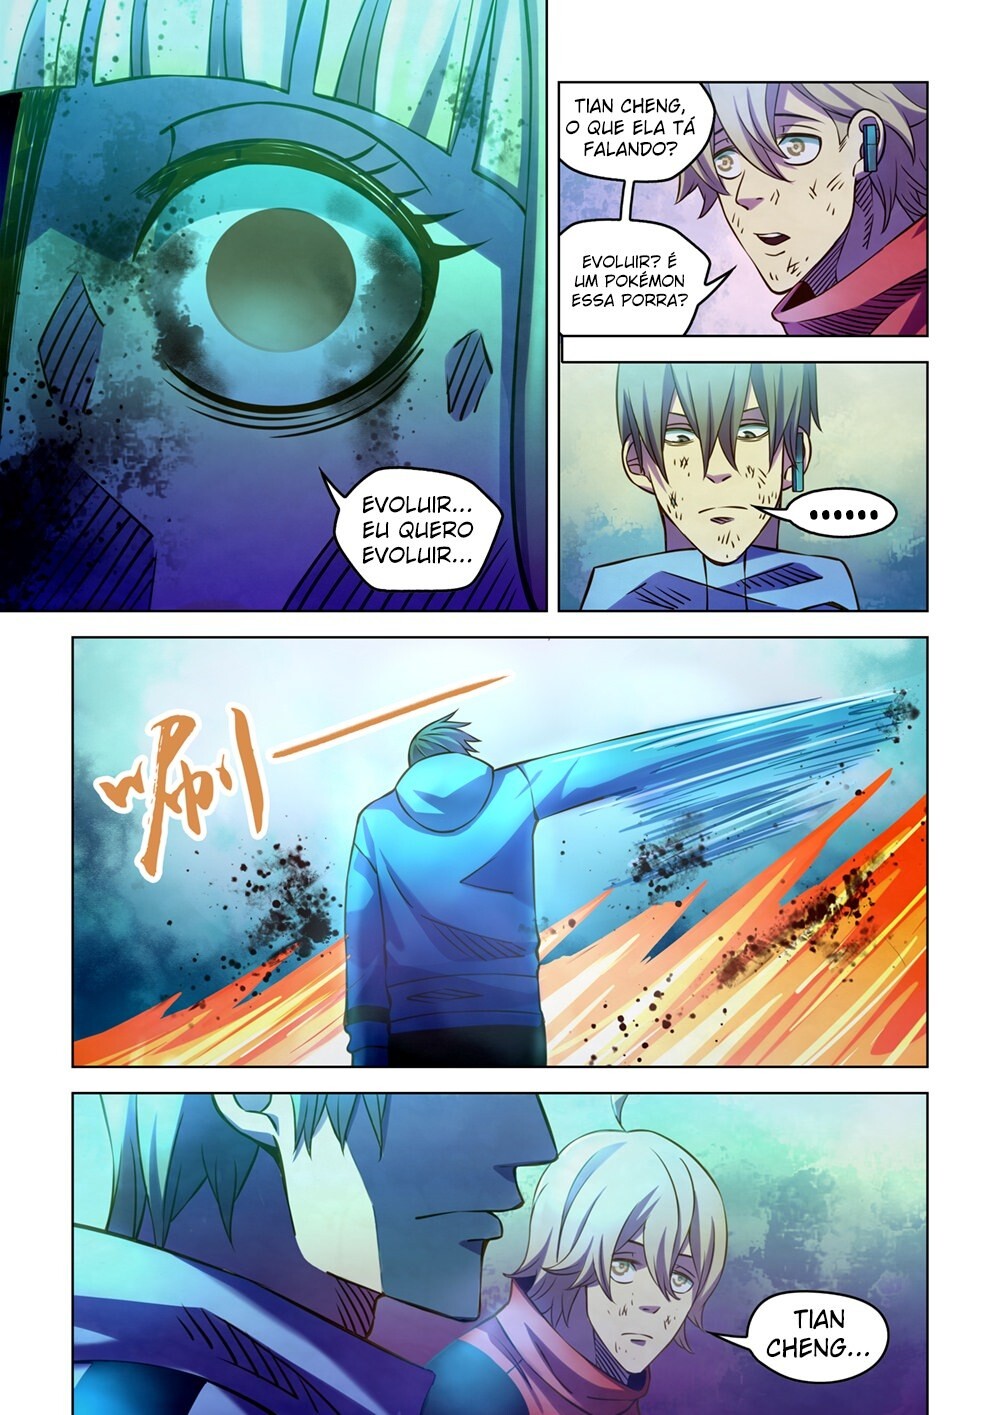 EVOLUIR...
EU QUERO
EVOLUIR...
TIAN CHENG,
O QUE ELA TÁ
FALANDO?
EVOLUIR? É
UM POKÉMON
ESSA PORRA?
••••••
唰
TIAN
CHENG...